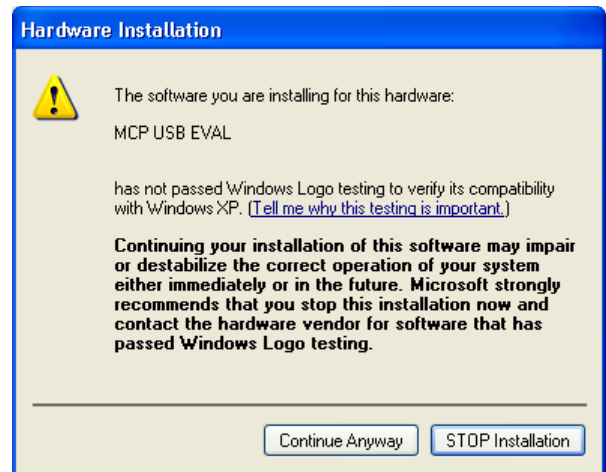 Hardware Installation
The software you are installing for this hardware:
MCP USB EVAL
has not passed Windows Logo testing to verify its compatibility
with Windows XP. (Tell me why this testing is important.)
Continuing your installation of this software may impair
or destabilize the correct operation of your system
either immediately or in the future. Microsoft strongly
recommends that you stop this installation now and
contact the hardware vendor for software that has
passed Windows Logo testing.
Continue Anyway
STOP Installation